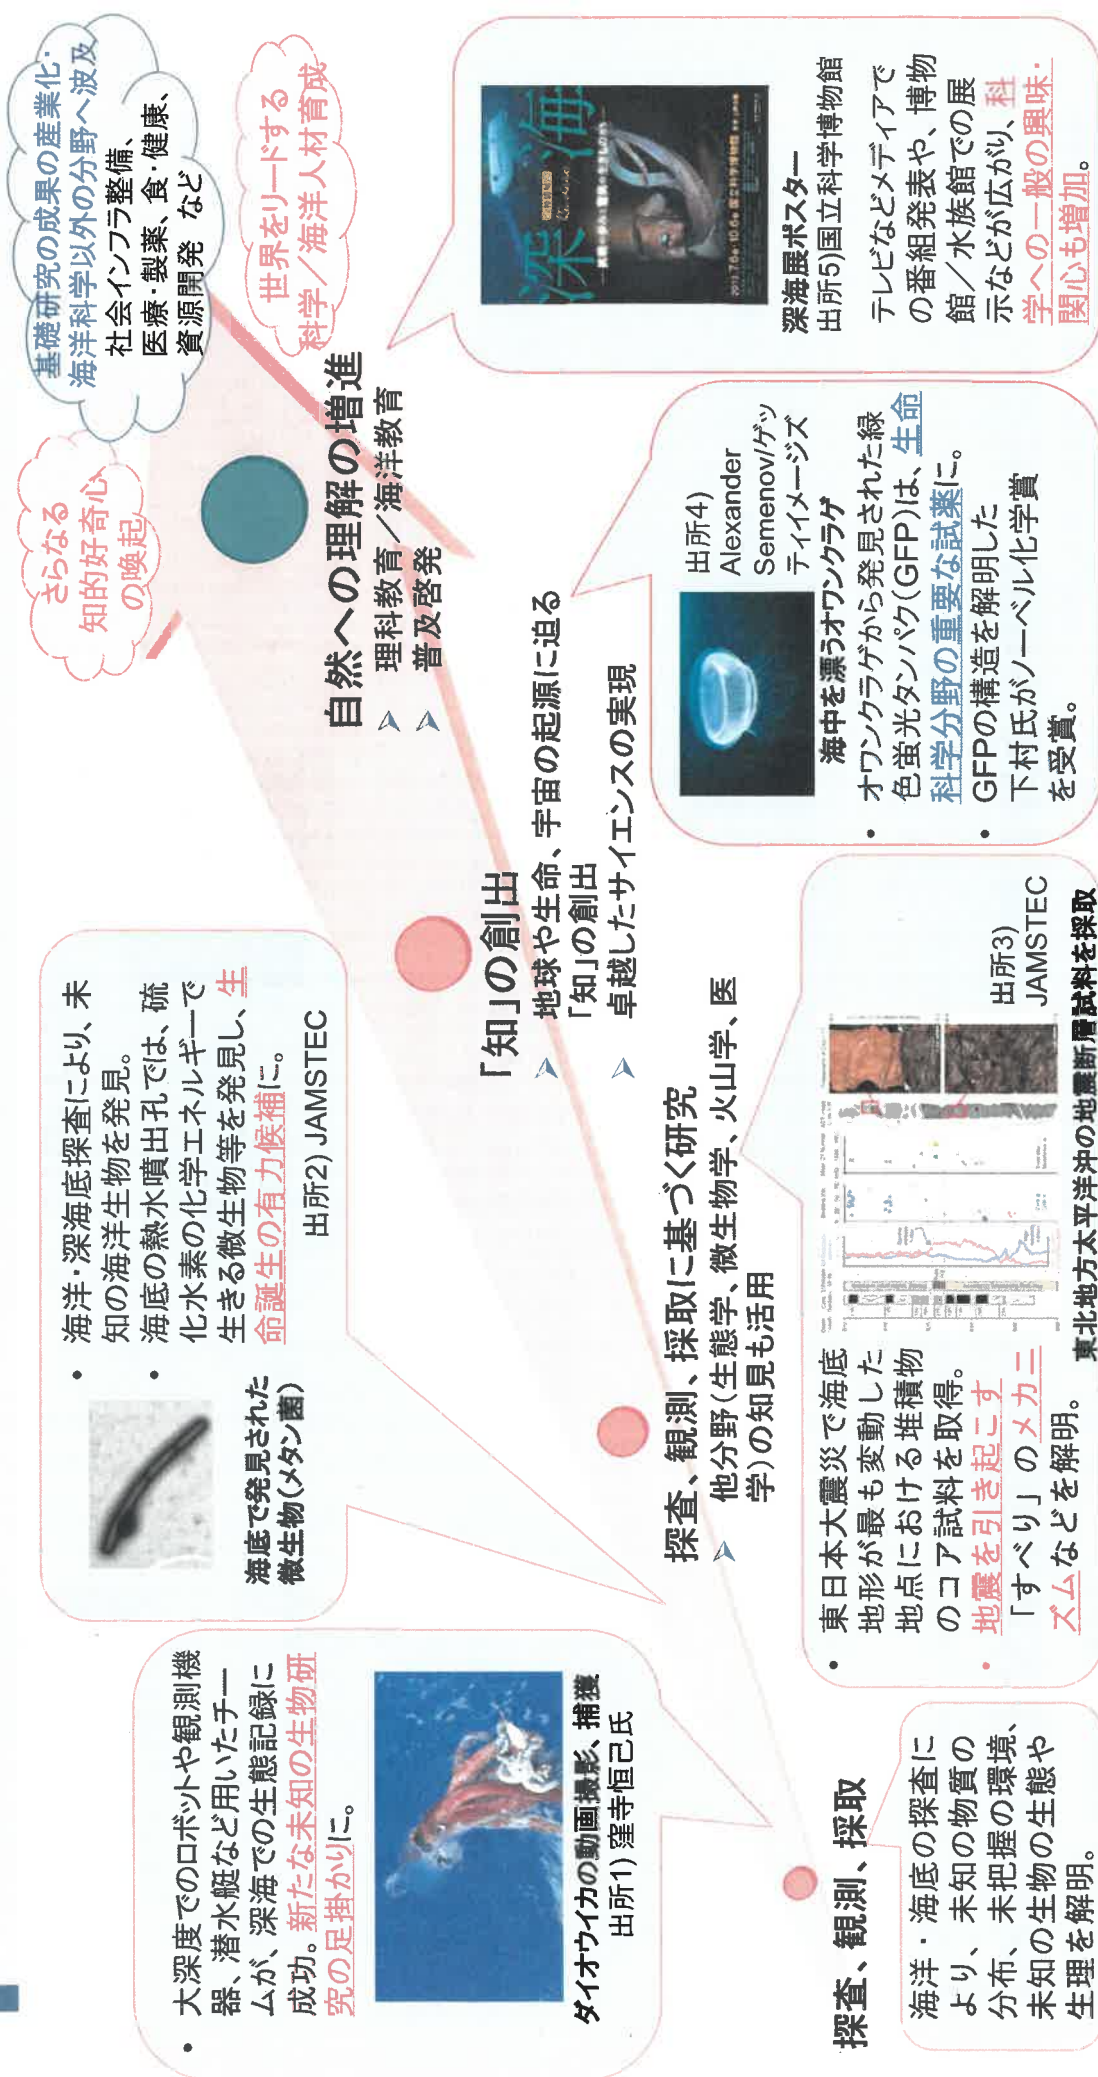 ・大深度でのロボットや観測機
器、潜水艇など用いたチー
ムが、深海での生態記録に
成功。新たな未知の生物研
究の足掛かりに。
ダイオウイカの動画撮影、捕獲
出所1) 窪寺恒己氏
探査、観測、採取
海洋・海底の探査に
より、未知の物質の
分布、未把握の環境、
未知の生物の生態や
生理を解明。
海底で発見された
微生物(メタン菌)
・海洋・深海底探査により、未
知の海洋生物を発見。
・海底の熱水噴出孔では、硫
化水素の化学エネルギーで
生きる微生物等を発見し、生
命誕生の有力候補に。
出所2) JAMSTEC
探査、観測、採取に基づく研究
➢ 他分野(生態学、微生物学、火山学、医
学)の知見も活用
・東日本大震災で海底
地形が最も変動した
地点における堆積物
のコア試料を取得。
・地震を引き起こす
「すべり」のメカニ
ズムなどを解明。
出所3)
JAMSTEC
東北地方太平洋沖の地震断層試料を採取
「知」の創出
➢ 地球や生命、宇宙の起源に迫る
「知」の創出
➢ 卓越したサイエンスの実現
出所4)
Alexander
Semenov/ゲッ
ティイメージズ
海中を漂うオワンクラゲ
・オワンクラゲから発見された緑
色蛍光タンパク(GFP)は、生命
科学分野の重要な試薬に。
・GFPの構造を解明した
下村氏がノーベル化学賞
を受賞。
自然への理解の増進
➢ 理科教育/海洋教育
➢ 普及啓発
さらなる
知的好奇心
の喚起
基礎研究の成果の産業化・
海洋科学以外の分野へ波及
社会インフラ整備、
医療・製薬、食・健康、
資源開発 など
世界をリードする
科学/海洋人材育成
深海
深海展ポスター
出所5)国立科学博物館
テレビなどメディアで
の番組発表や、博物
館/水族館での展
示などが広がり、科
学への一般の興味・
関心も増加。